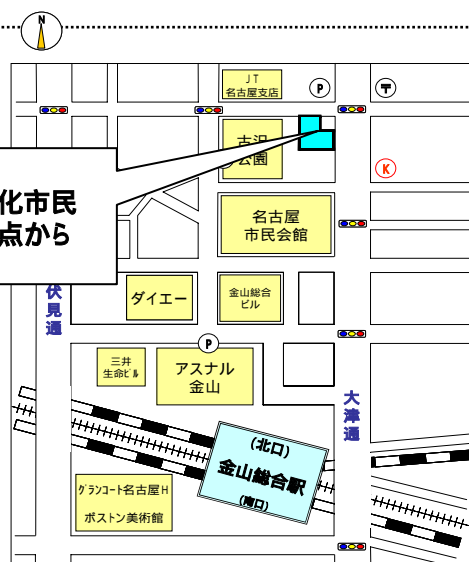 N
JT
名古屋支店
P
〒
古沢
公園
K
化市民
点から
名古屋
市民会館
伏見通
ダイエー
金山総合
ビル
P
三井
生命ビル
アスナル
金山
大津通
(北口)
金山総合駅
(南口)
グランコート名古屋H
ボストン美術館